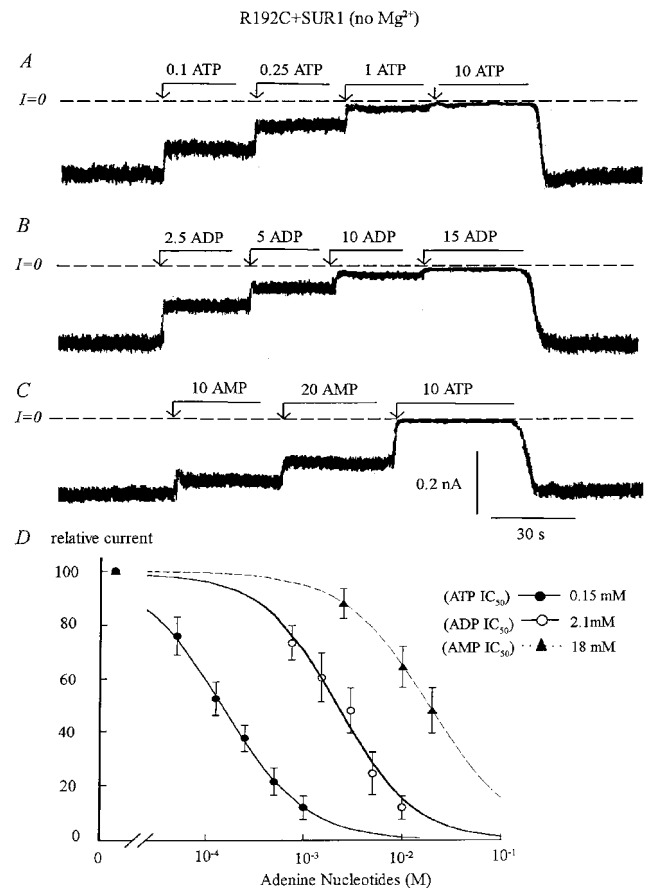 R192C+SUR1 (no Mg²⁺)
A
0.1 ATP 0.25 ATP 1 ATP 10 ATP
I=0
B
2.5 ADP 5 ADP 10 ADP 15 ADP
I=0
C
10 AMP 20 AMP 10 ATP
I=0
0.2 nA
30 s
D relative current
100
80
60
40
20
0
(ATP IC₅₀) 0.15 mM
(ADP IC₅₀) 2.1mM
(AMP IC₅₀) 18 mM
0 10⁻⁴ 10⁻³ 10⁻² 10⁻¹
Adenine Nucleotides (M)